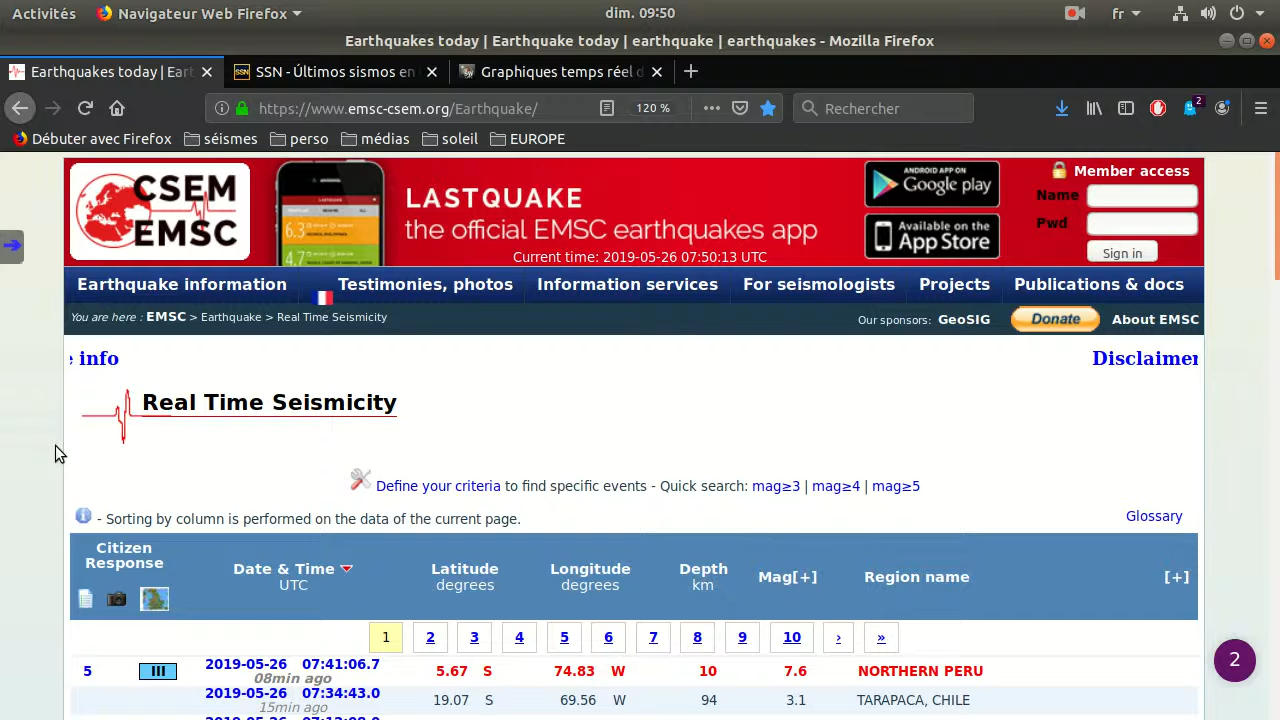 Activités Navigateur Web Firefox dim. 09:50 fr
Earthquakes today | Earthquake today | earthquake | earthquakes - Mozilla Firefox
Earthquakes today | Eart SSN - Últimos sismos en Graphiques temps réel d
https://www.emsc-csem.org/Earthquake/ 120 % Rechercher 2
Débuter avec Firefox séismes perso médias soleil EUROPE
CSEM
EMSC
LASTQUAKE
the official EMSC earthquakes app
Current time: 2019-05-26 07:50:13 UTC
6.3
4.7
ANDROID APP ON
Google play
Available on the
App Store
Member access
Name
Pwd
Sign in
Earthquake information Testimonies, photos Information services For seismologists Projects Publications & docs
You are here : EMSC > Earthquake > Real Time Seismicity Our sponsors: GeoSIG Donate About EMSC
e info Disclaimer
Real Time Seismicity
Define your criteria to find specific events - Quick search: mag≥3 | mag≥4 | mag≥5
- Sorting by column is performed on the data of the current page. Glossary
Citizen
Response
Date & Time
UTC
Latitude
degrees
Longitude
degrees
Depth
km
Mag[+]
Region name
[+]
1 2 3 4 5 6 7 8 9 10 › »
5 III 2019-05-26 07:41:06.7 5.67 S 74.83 W 10 7.6 NORTHERN PERU
08min ago
2019-05-26 07:34:43.0 19.07 S 69.56 W 94 3.1 TARAPACA, CHILE
15min ago
2